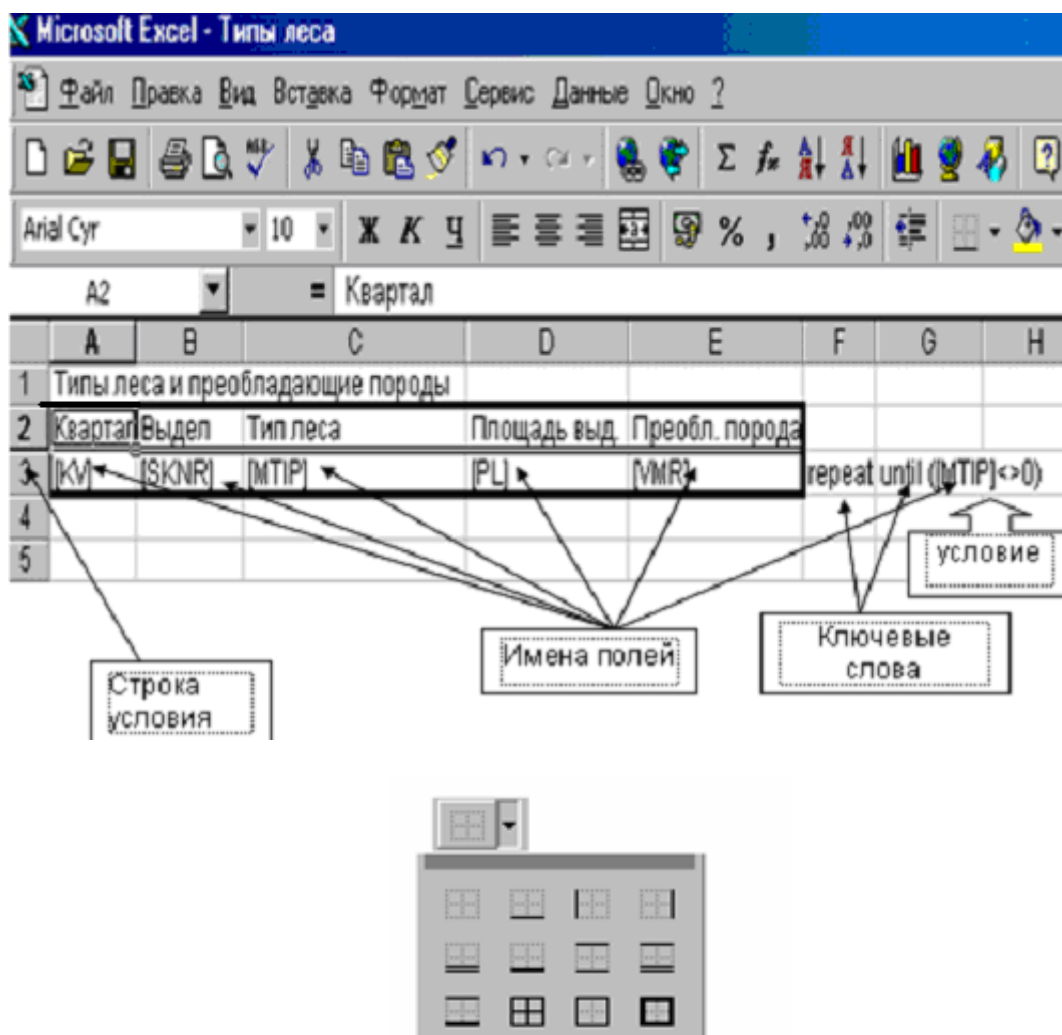 Microsoft Excel - Типы леса
Файл Правка Вид Вставка Формат Сервис Данные Окно ?
Arial Cyr 10 Ж К Ч % ,
A2 = Квартал
A B C D E F G H
1 Типы леса и преобладающие породы
2 Квартал Выдел Тип леса Площадь выд. Преобл. порода
3 [KV] [SKNR] [MTIP] [PL] [VMR] repeat until ([MTIP]<>0)
4
5
условие
Имена полей
Ключевые
слова
Строка
условия